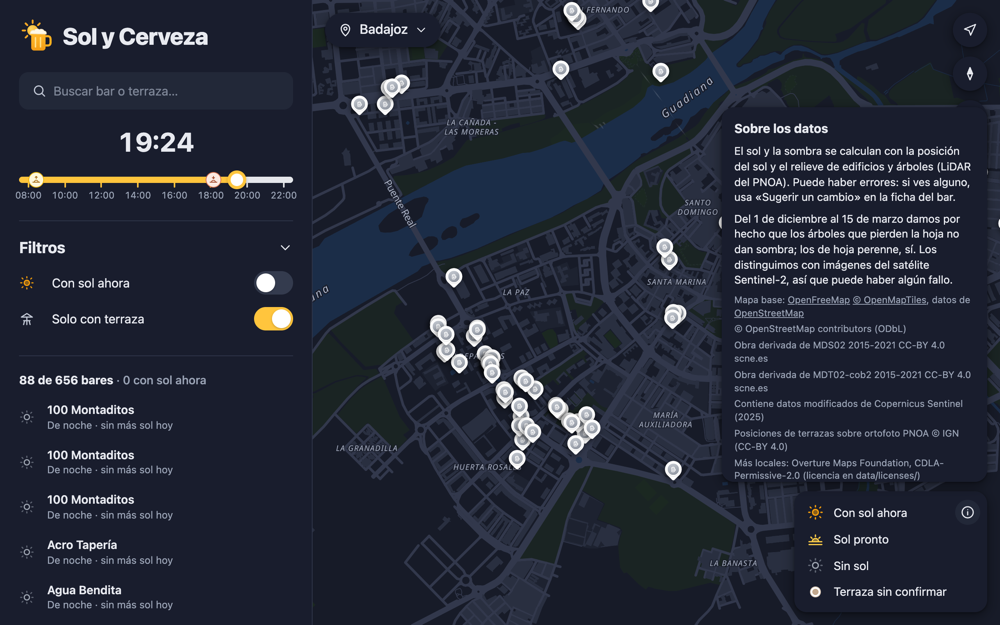 Sol y Cerveza
Buscar bar o terraza...
19:24
08:00 10:00 12:00 14:00 16:00 18:00 20:00 22:00
Filtros
Con sol ahora
Solo con terraza
88 de 656 bares · 0 con sol ahora
100 Montaditos
De noche · sin más sol hoy
100 Montaditos
De noche · sin más sol hoy
100 Montaditos
De noche · sin más sol hoy
Acro Tapería
De noche · sin más sol hoy
Agua Bendita
De noche · sin más sol hoy
Badajoz
FERNANDO
LA CAÑADA -
LAS MORERAS
Guadiana
Puente Real
SANTO
DOMINGO
SANTA MARINA
LA PAZ
MARÍA
AUXILIADORA
LA GRANADILLA
HUERTA ROSALES
LA BANASTA
Sobre los datos
El sol y la sombra se calculan con la posición
del sol y el relieve de edificios y árboles (LiDAR
del PNOA). Puede haber errores: si ves alguno,
usa «Sugerir un cambio» en la ficha del bar.
Del 1 de diciembre al 15 de marzo damos por
hecho que los árboles que pierden la hoja no
dan sombra; los de hoja perenne, sí. Los
distinguimos con imágenes del satélite
Sentinel-2, así que puede haber algún fallo.
Mapa base: OpenFreeMap © OpenMapTiles, datos de
OpenStreetMap
© OpenStreetMap contributors (ODbL)
Obra derivada de MDS02 2015-2021 CC-BY 4.0
scne.es
Obra derivada de MDT02-cob2 2015-2021 CC-BY 4.0
scne.es
Contiene datos modificados de Copernicus Sentinel
(2025)
Posiciones de terrazas sobre ortofoto PNOA © IGN
(CC-BY 4.0)
Más locales: Overture Maps Foundation, CDLA-
Permissive-2.0 (licencia en data/licenses/)
Con sol ahora
Sol pronto
Sin sol
Terraza sin confirmar